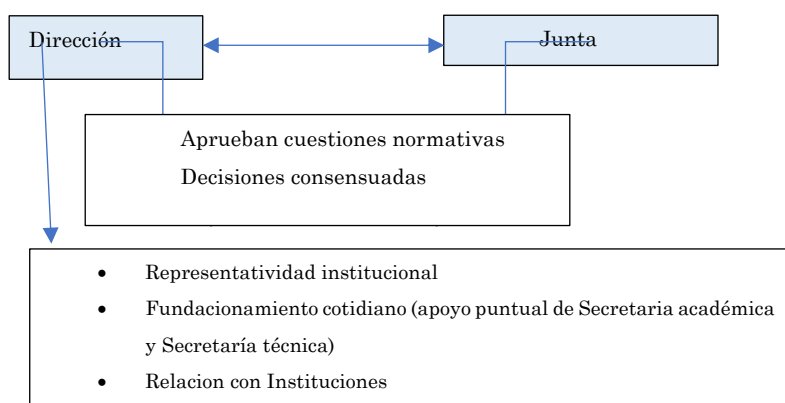 Dirección
Junta
Aprueban cuestiones normativas
Decisiones consensuadas
• Representatividad institucional
• Fundacionamiento cotidiano (apoyo puntual de Secretaria académica
y Secretaría técnica)
• Relacion con Instituciones